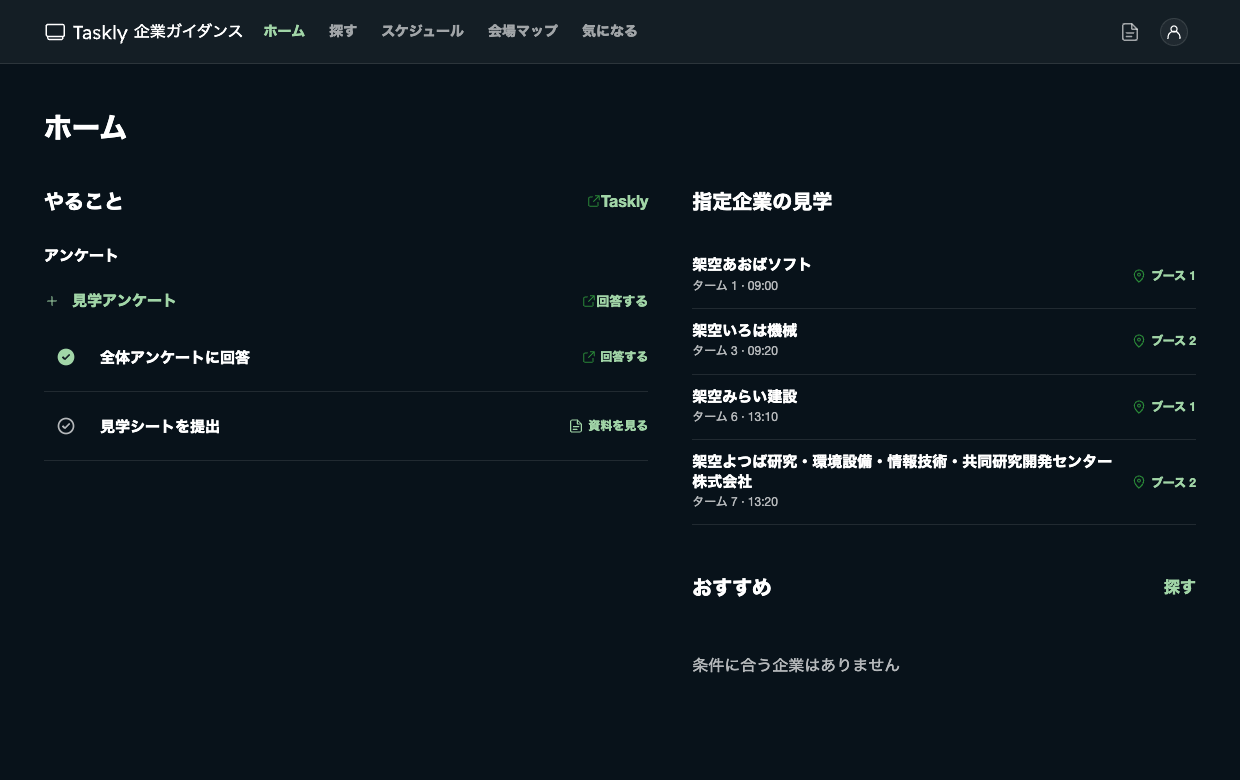 Taskly 企業ガイダンス ホーム 探す スケジュール 会場マップ 気になる
ホーム
やること
Taskly
アンケート
+ 見学アンケート
回答する
全体アンケートに回答
回答する
見学シートを提出
資料を見る
指定企業の見学
架空あおばソフト
ターム 1 · 09:00
ブース 1
架空いろは機械
ターム 3 · 09:20
ブース 2
架空みらい建設
ターム 6 · 13:10
ブース 1
架空よつば研究・環境設備・情報技術・共同研究開発センター
株式会社
ターム 7 · 13:20
ブース 2
おすすめ
探す
条件に合う企業はありません